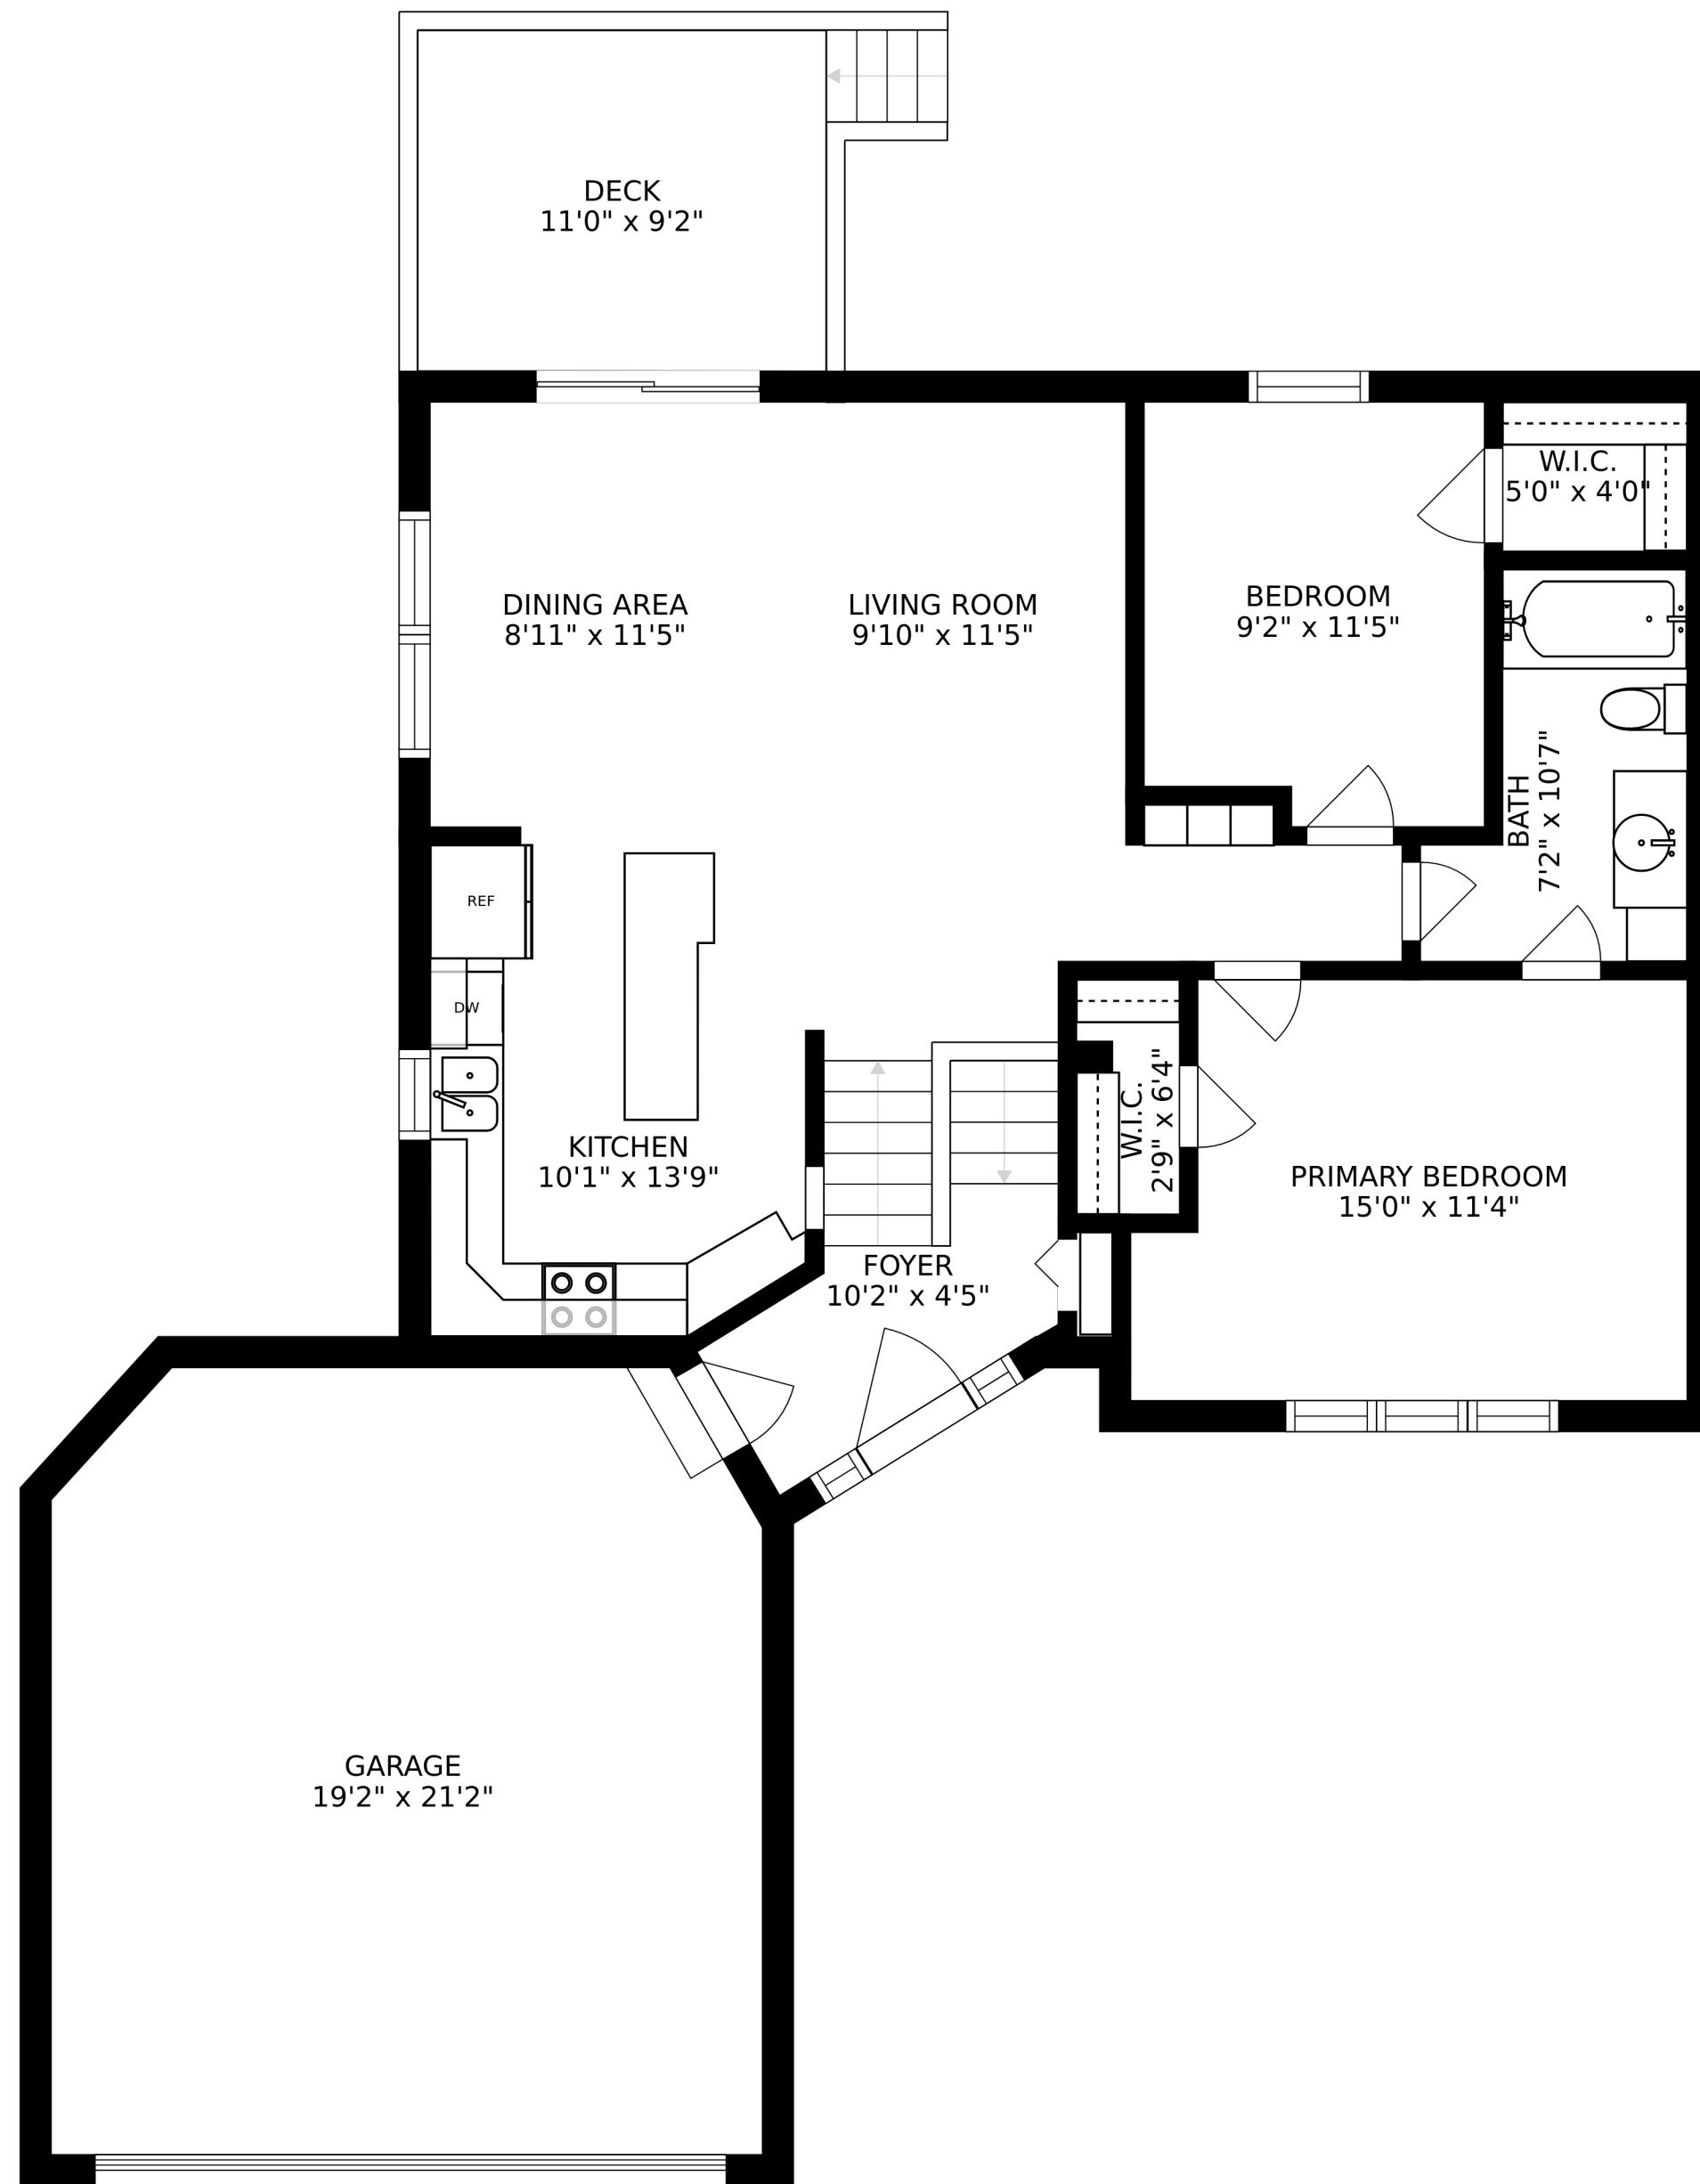 DECK
11'0" x 9'2"
W.I.C.
5'0" x 4'0"
DINING AREA
8'11" x 11'5"
LIVING ROOM
9'10" x 11'5"
BEDROOM
9'2" x 11'5"
BATH
7'2" x 10'7"
REF
DW
KITCHEN
10'1" x 13'9"
W.I.C.
2'9" x 6'4"
PRIMARY BEDROOM
15'0" x 11'4"
FOYER
10'2" x 4'5"
GARAGE
19'2" x 21'2"